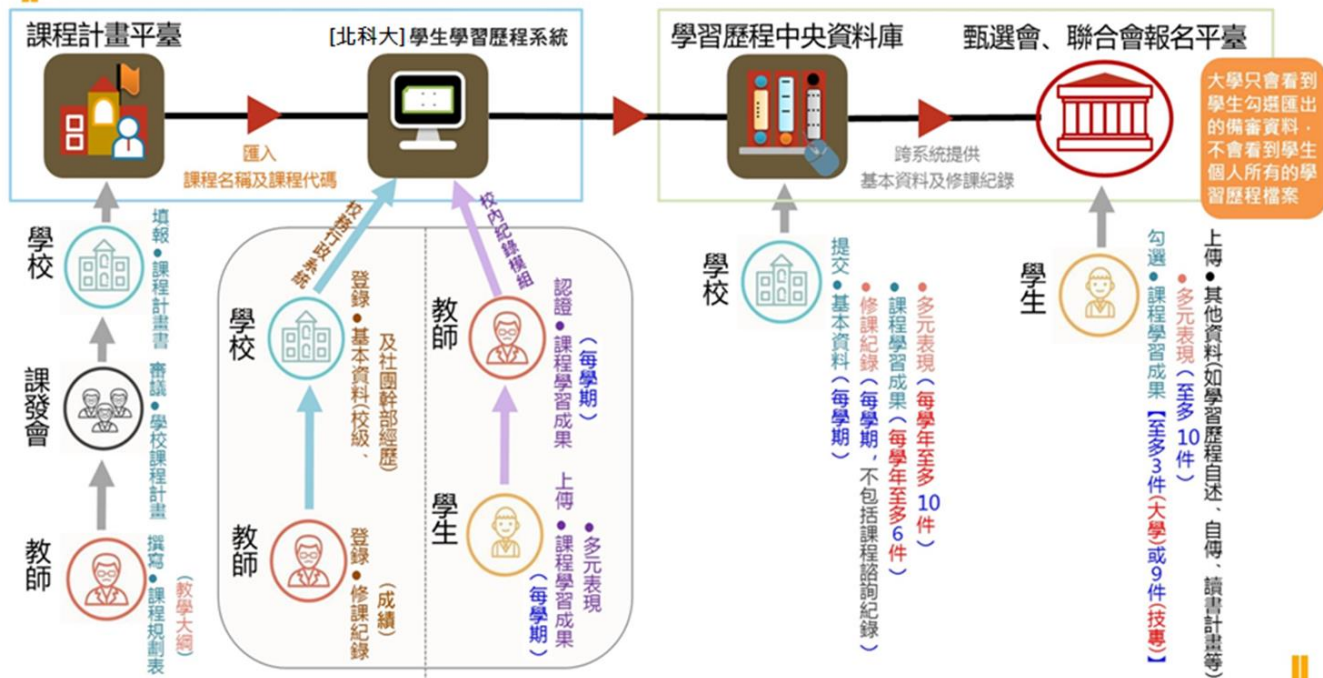 課程計畫平臺
[北科大]學生學習歷程系統
學習歷程中央資料庫
甄選會、聯合會報名平臺
大學只會看到
學生勾選匯出
的備審資料，
不會看到學生
個人所有的學
習歷程檔案
匯入
課程名稱及課程代碼
跨系統提供
基本資料及修課紀錄
學校
填報●課程計畫書
課發會
審議●學校課程計畫
教師
撰寫●課程規劃表
(教學大綱)
校務行政系統
學校
登錄●基本資料(校級、
及社團幹部經歷)
教師
登錄●修課紀錄
(成績)
校內紀錄模組
教師
認證●課程學習成果
(每學期)
學生
上傳●課程學習成果
●多元表現
(每學期)
學校
提交●基本資料(每學期)
●修課紀錄(每學期，不包括課程諮詢紀錄)
●課程學習成果(每學年至多6件)
●多元表現(每學年至多10件)
學生
勾選●課程學習成果【至多3件(大學)或9件(技專)】
●多元表現(至多10件)
上傳●其他資料(如學習歷程自述、自傳、讀書計畫等)